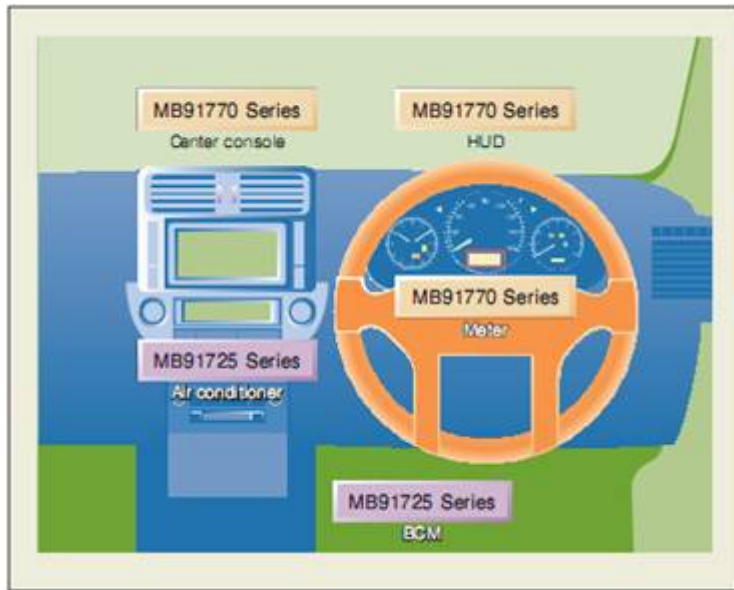 MB91770 Series
Center console
MB91770 Series
HUD
MB91770 Series
Meter
MB91725 Series
Air conditioner
MB91725 Series
BCM